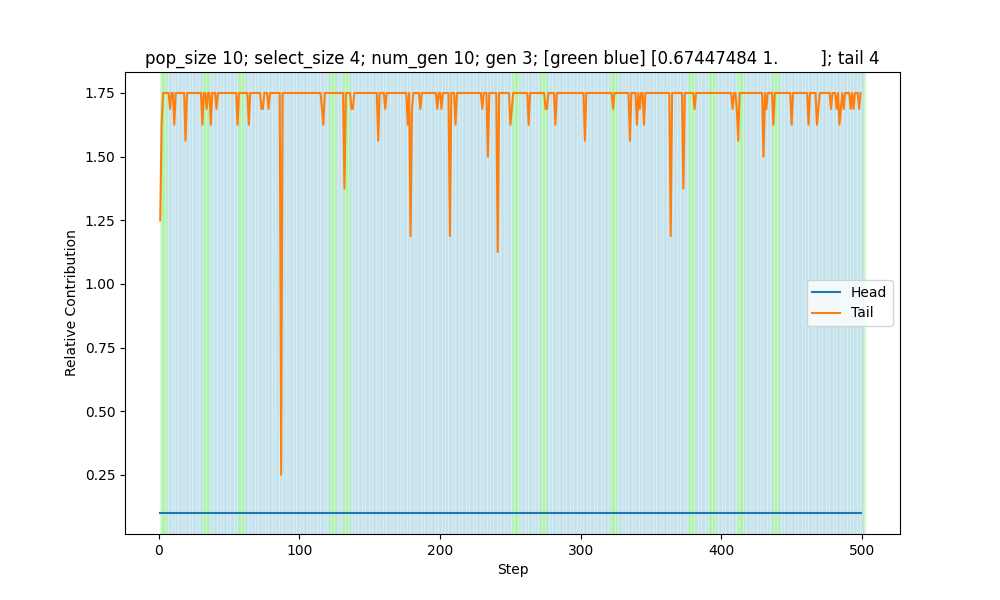 pop_size 10; select_size 4; num_gen 10; gen 3; [green blue] [0.67447484 1.         ]; tail 4
1.75
1.50
1.25
1.00
0.75
0.50
0.25
Relative Contribution
Head
Tail
0 100 200 300 400 500
Step